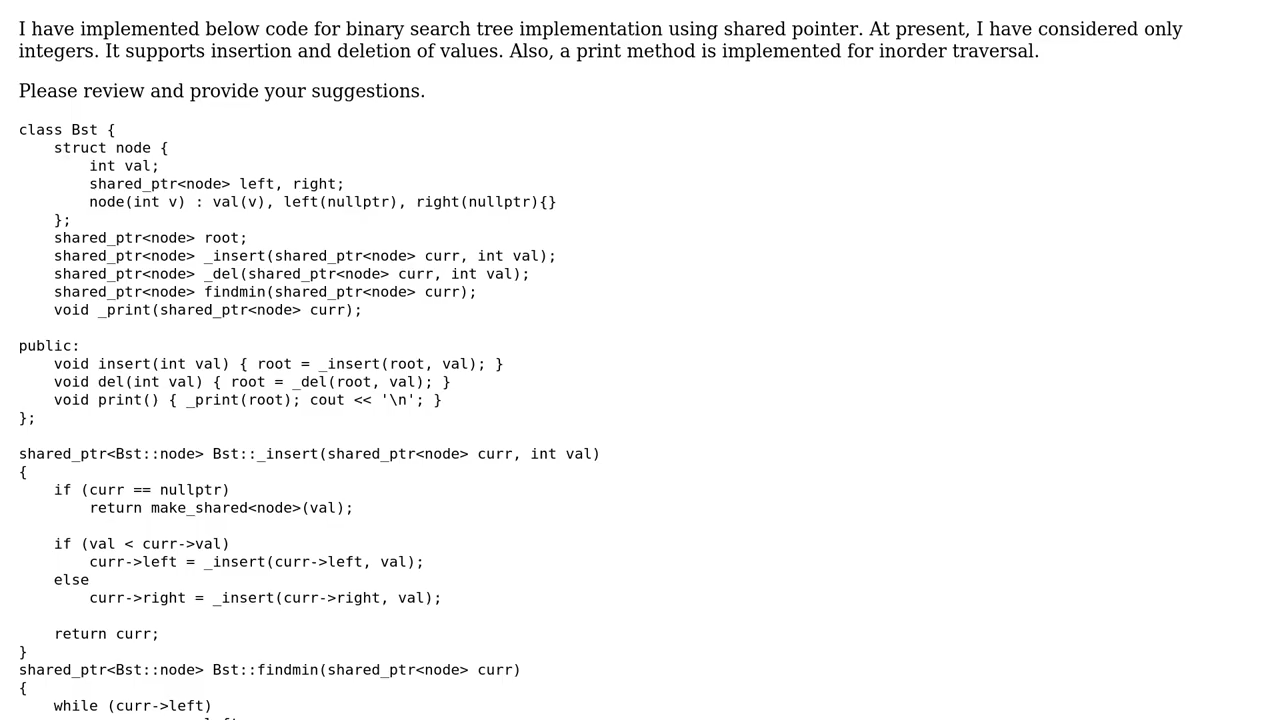 I have implemented below code for binary search tree implementation using shared pointer. At present, I have considered only
integers. It supports insertion and deletion of values. Also, a print method is implemented for inorder traversal.
Please review and provide your suggestions.
class Bst {
    struct node {
        int val;
        shared_ptr<node> left, right;
        node(int v) : val(v), left(nullptr), right(nullptr){}
    };
    shared_ptr<node> root;
    shared_ptr<node> _insert(shared_ptr<node> curr, int val);
    shared_ptr<node> _del(shared_ptr<node> curr, int val);
    shared_ptr<node> findmin(shared_ptr<node> curr);
    void _print(shared_ptr<node> curr);
public:
    void insert(int val) { root = _insert(root, val); }
    void del(int val) { root = _del(root, val); }
    void print() { _print(root); cout << '\n'; }
};
shared_ptr<Bst::node> Bst::_insert(shared_ptr<node> curr, int val)
{
    if (curr == nullptr)
        return make_shared<node>(val);
    if (val < curr->val)
        curr->left = _insert(curr->left, val);
    else
        curr->right = _insert(curr->right, val);
    return curr;
}
shared_ptr<Bst::node> Bst::findmin(shared_ptr<node> curr)
{
    while (curr->left)